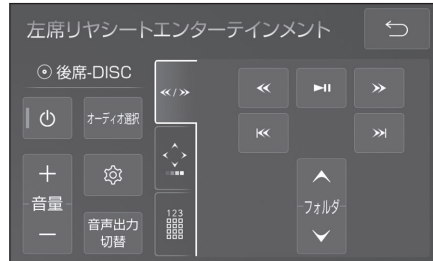 左席リヤシートエンターテインメント
後席-DISC
オーディオ選択
音量
音声出力
切替
123
フォルダ